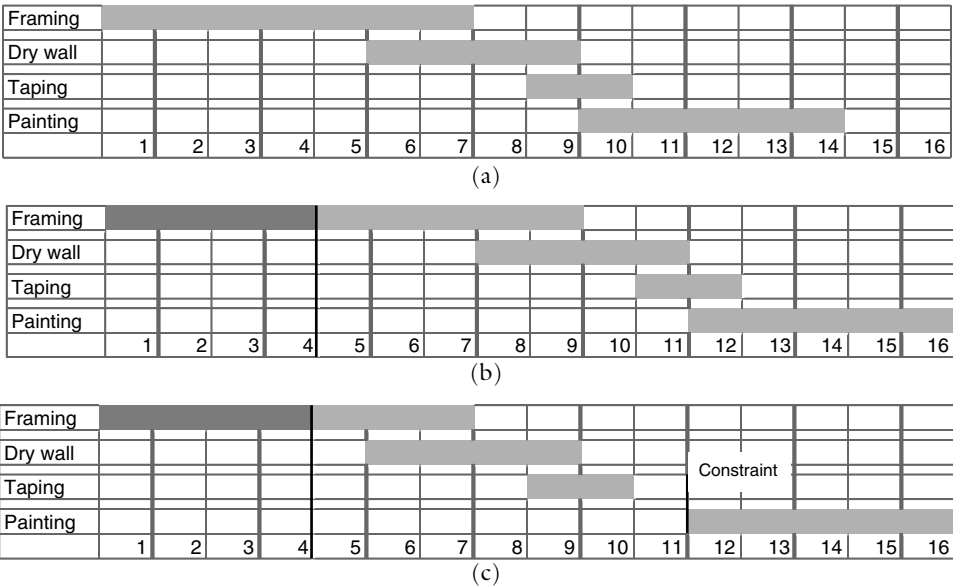 Framing
Dry wall
Taping
Painting
1 2 3 4 5 6 7 8 9 10 11 12 13 14 15 16
(a)
Framing
Dry wall
Taping
Painting
1 2 3 4 5 6 7 8 9 10 11 12 13 14 15 16
(b)
Framing
Dry wall
Constraint
Taping
Painting
1 2 3 4 5 6 7 8 9 10 11 12 13 14 15 16
(c)